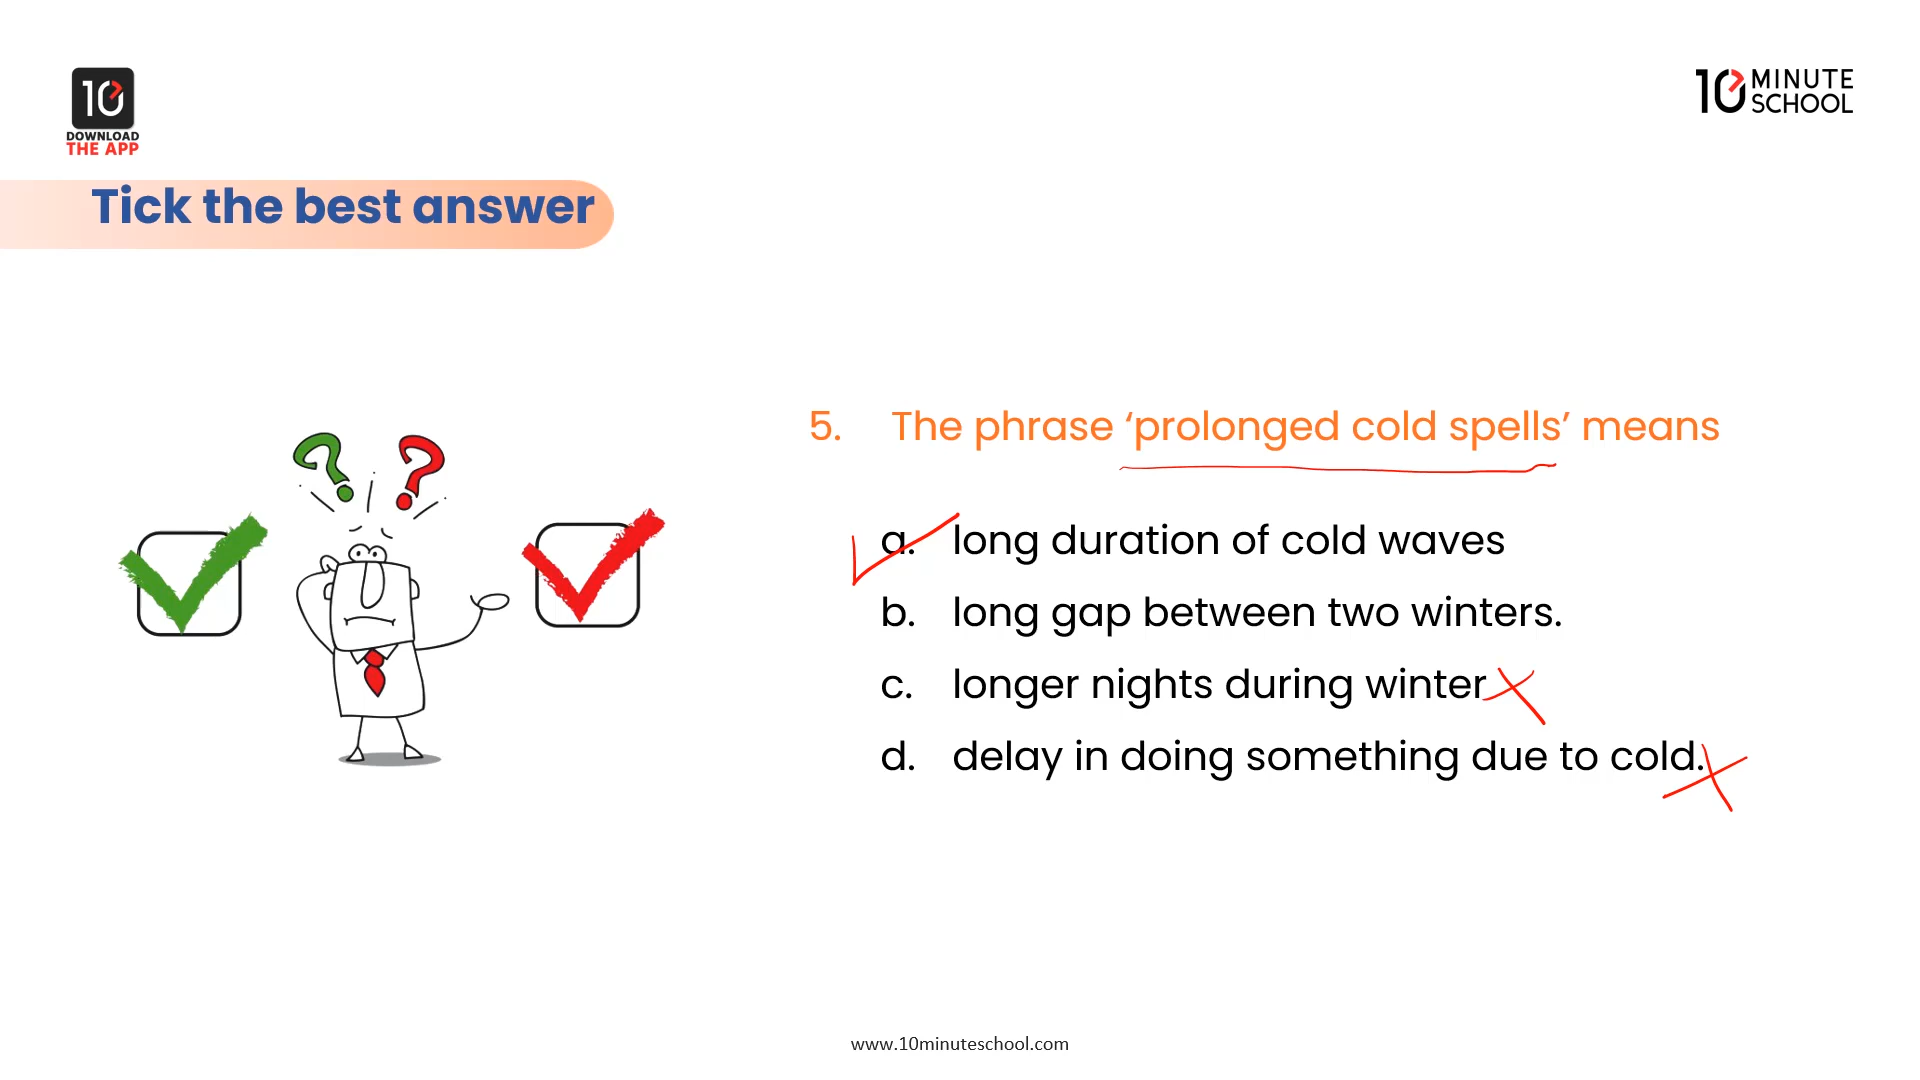 10
DOWNLOAD
THE APP
10 MINUTE
SCHOOL
Tick the best answer
5. The phrase ‘prolonged cold spells’ means
a. long duration of cold waves
b. long gap between two winters.
c. longer nights during winter
d. delay in doing something due to cold.
www.10minuteschool.com